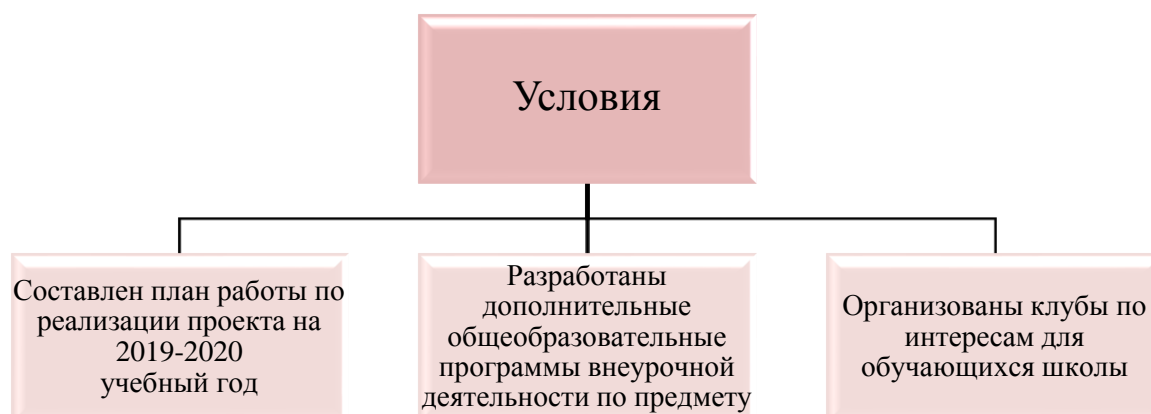 Условия
Составлен план работы по
реализации проекта на
2019-2020
учебный год
Разработаны
дополнительные
общеобразовательные
программы внеурочной
деятельности по предмету
Организованы клубы по
интересам для
обучающихся школы